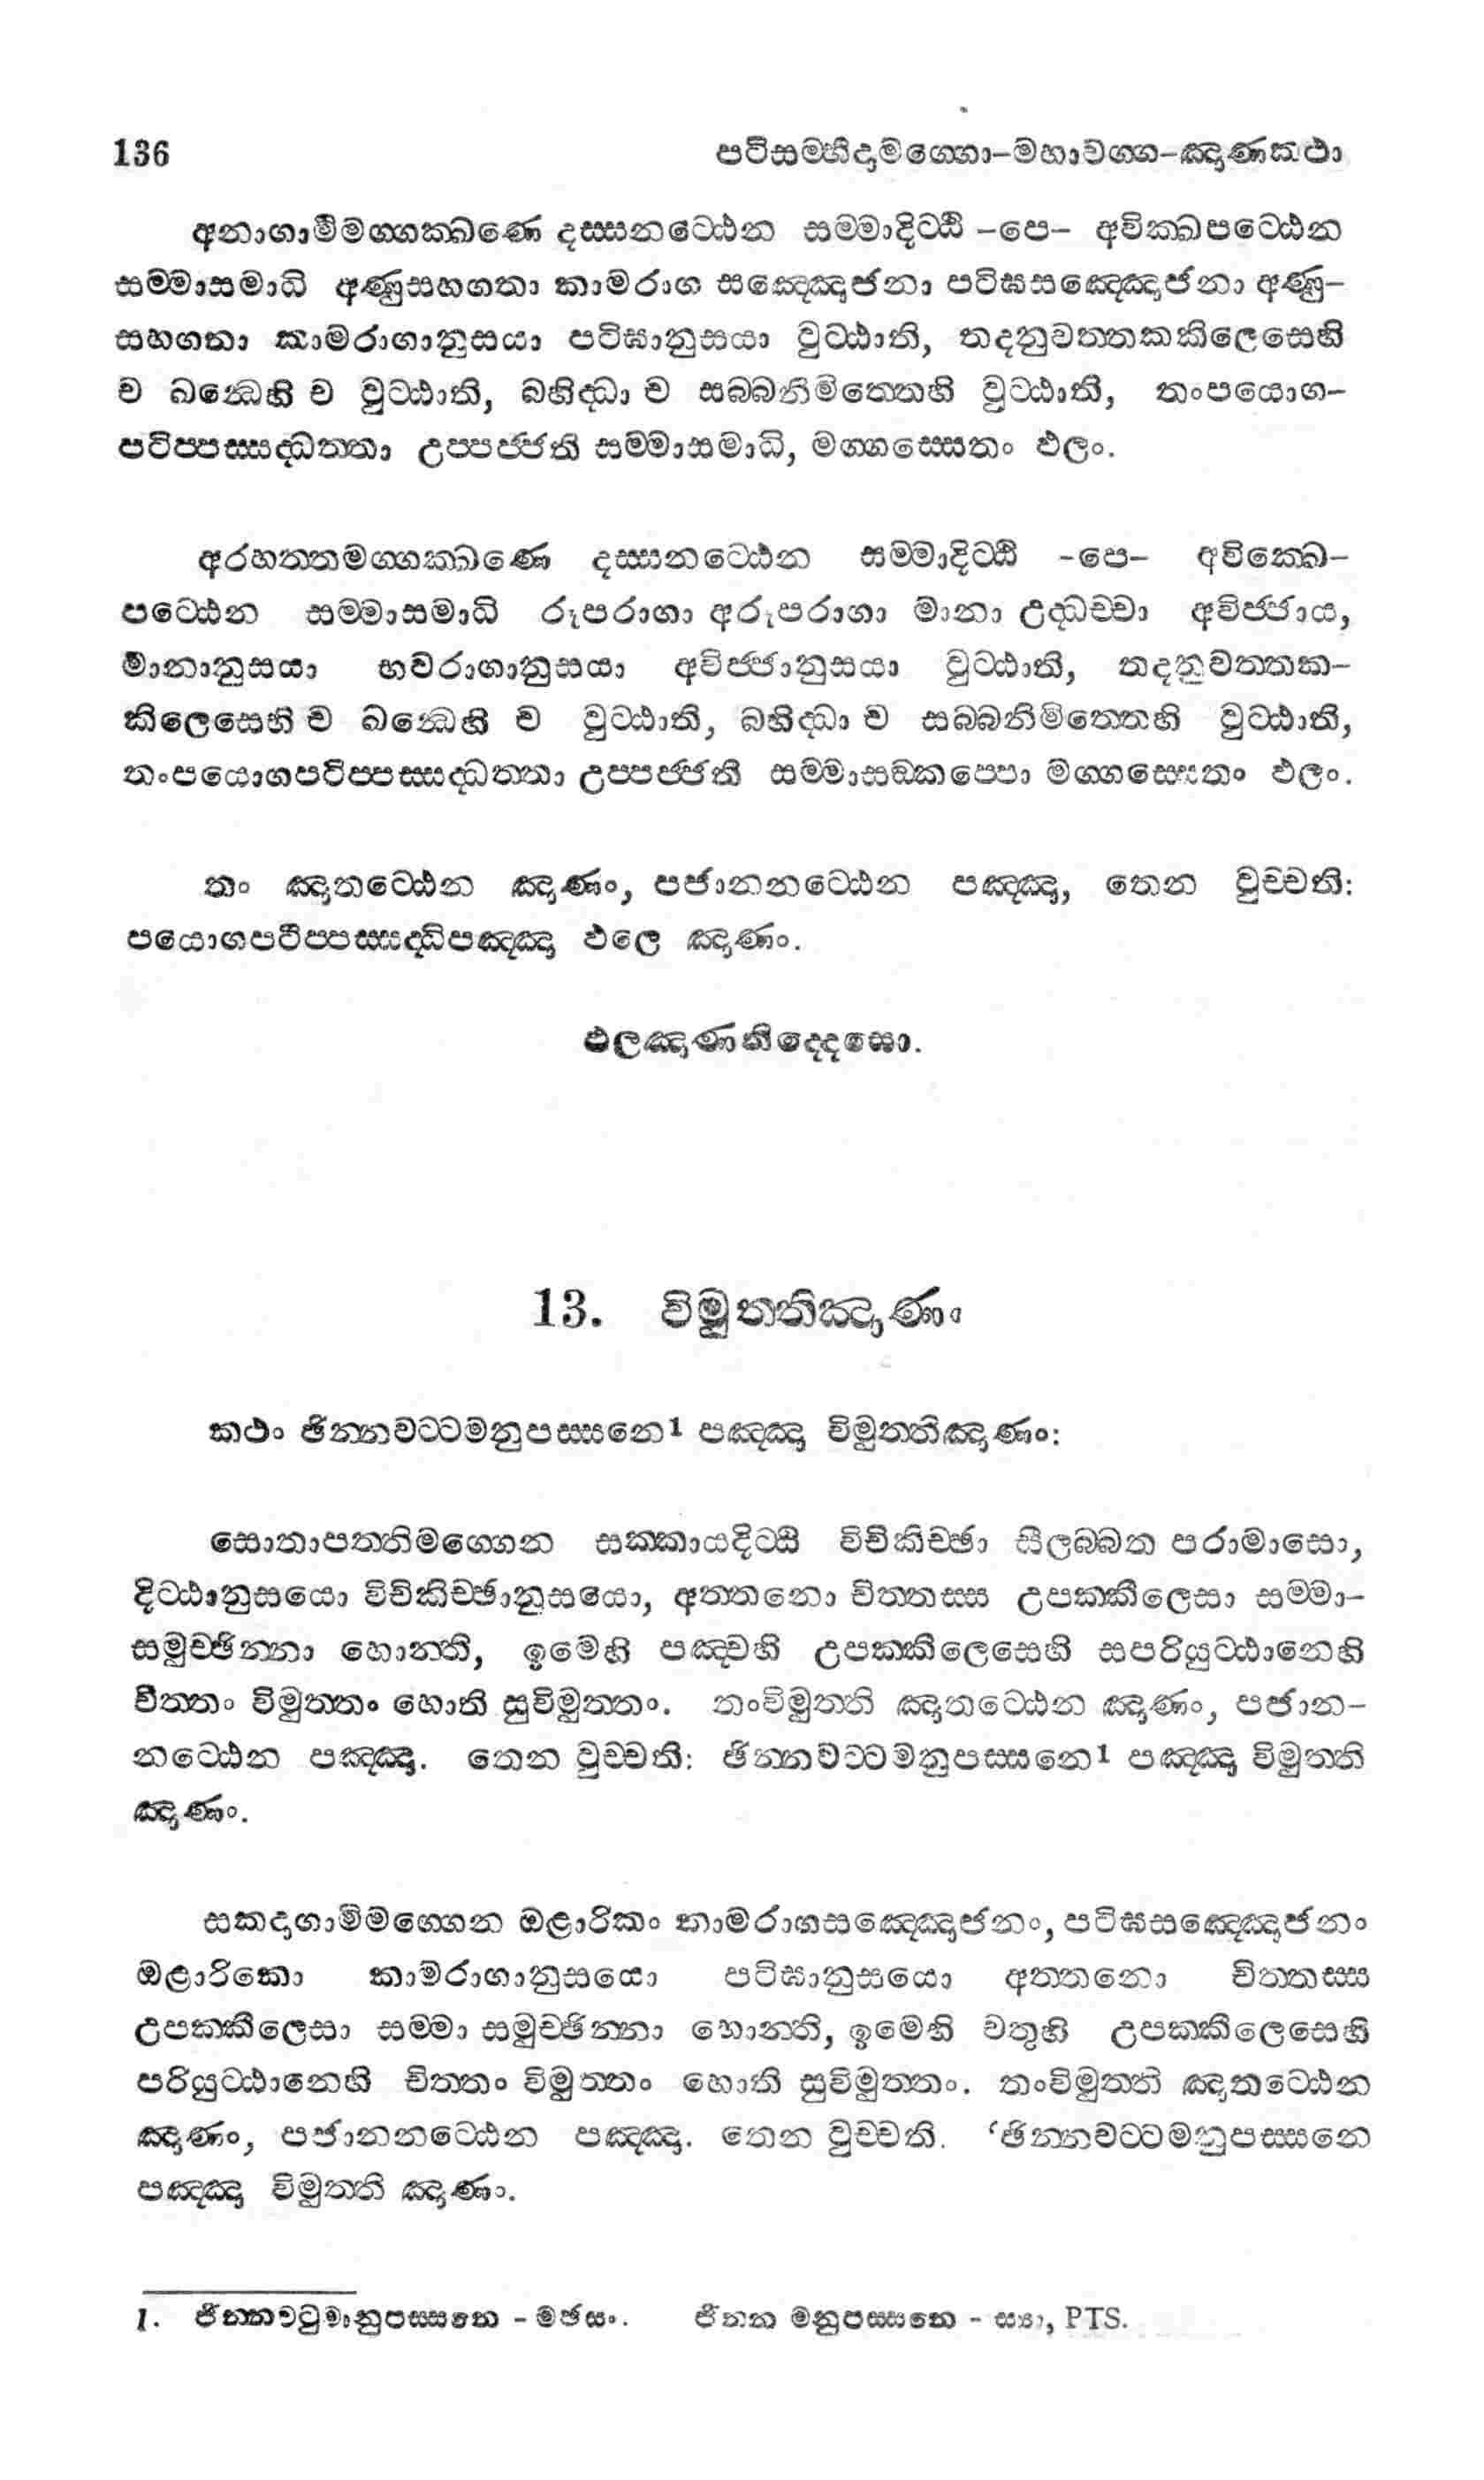 136 පටිසම්භිදාමග්ගො–මහාවග්ග–ඤාණකථා
අනාගාමිමග්ගක්ඛණෙ දස්සනට්ඨෙන සම්මාදිට්ඨි –පෙ– අවික්ඛපට්ඨෙන
සම්මාසමාධි අණුසහගතා කාමරාග සඤ්ඤොජනා පටිඝසඤ්ඤොජනා අණු–
සහගතා කාමරාගානුසයා පටිඝානුසයා වුට්ඨාති, තදනුවත්තකකිලෙසෙහි
ච ඛන්ධෙහි ච වුට්ඨාති, බහිද්ධා ච සබ්බනිමිත්තෙහි වුට්ඨාති, තංපයොග–
පටිප්පස්සද්ධත්තා උප්පජ්ජති සම්මාසමාධි, මග්ගස්සෙතං ඵලං.
අරහත්තමග්ගක්ඛණෙ දස්සනට්ඨෙන සම්මාදිට්ඨි –පෙ– අවික්ඛෙ–
පට්ඨෙන සම්මාසමාධි රූපරාගා අරූපරාගා මානා උද්ධච්චා අවිජ්ජාය,
මානානුසයා භවරාගානුසයා අවිජ්ජානුසයා වුට්ඨාති, තදනුවත්තක–
කිලෙසෙහි ච ඛන්ධෙහි ච වුට්ඨාති, බහිද්ධා ච සබ්බනිමිත්තෙහි වුට්ඨාති,
තංපයොගපටිප්පස්සද්ධත්තා උප්පජ්ජති සම්මාසඞ්කප්පො මග්ගස්සෙතං ඵලං.
තං ඤාතට්ඨෙන ඤාණං, පජානනට්ඨෙන පඤ්ඤා, තෙන වුච්චති:
පයොගපටිප්පස්සද්ධිපඤ්ඤා ඵලෙ ඤාණං.
ඵලඤාණනිද්දෙසො.
13. විමුත්තිඤාණං
කථං ඡින්නවට්ටමනුපස්සනෙ1 පඤ්ඤා විමුත්තිඤාණං:
සොතාපත්තිමග්ගෙන සක්කායදිට්ඨි විචිකිච්ඡා සීලබ්බත පරාමාසො,
දිට්ඨානුසයො විචිකිච්ඡානුසයො, අත්තනො චිත්තස්ස උපක්කිලෙසා සම්මා–
සමුච්ඡින්නා හොන්ති, ඉමෙහි පඤ්චහි උපක්කිලෙසෙහි සපරියුට්ඨානෙහි
චිත්තං විමුත්තං හොති සුවිමුත්තං. තංවිමුත්ති ඤාතට්ඨෙන ඤාණං, පජාන–
නට්ඨෙන පඤ්ඤා. තෙන වුච්චති: ඡින්නවට්ටමනුපස්සනෙ1 පඤ්ඤා විමුත්ති
ඤාණං.
සකදාගාමිමග්ගෙන ඔළාරිකං කාමරාගසඤ්ඤොජනං, පටිඝසඤ්ඤොජනං
ඔළාරිකො කාමරාගානුසයො පටිඝානුසයො අත්තනො චිත්තස්ස
උපක්කිලෙසා සම්මා සමුච්ඡින්නා හොන්ති, ඉමෙහි චතුහි උපක්කිලෙසෙහි
පරියුට්ඨානෙහි චිත්තං විමුත්තං හොති සුවිමුත්තං. තංවිමුත්ති ඤාතට්ඨෙන
ඤාණං, පජානනට්ඨෙන පඤ්ඤා. තෙන වුච්චති. ‘ඡින්නවට්ටමනුපස්සනෙ
පඤ්ඤා විමුත්ති ඤාණං.
1. ඡින්නවටුමානුපස්සනෙ – මඡසං. ඡින්න මනුපස්සනෙ – ස්‍යා, PTS.